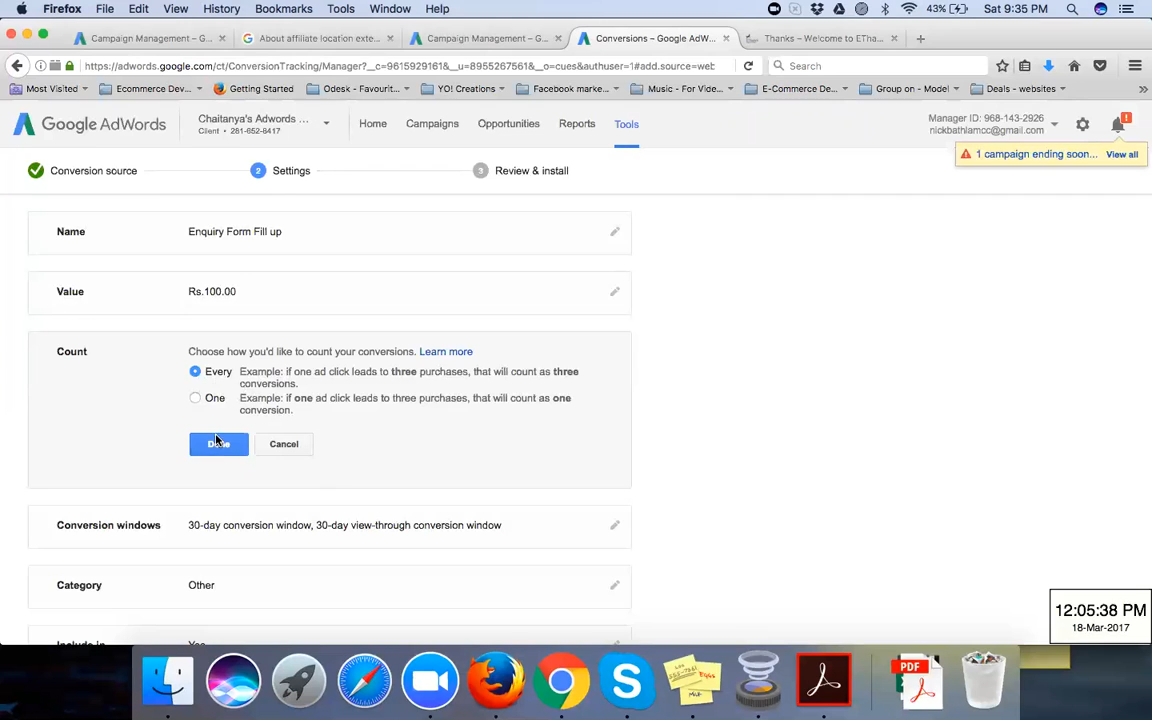 Firefox File Edit View History Bookmarks Tools Window Help 43% Sat 9:35 PM
Campaign Management – G... × About affiliate location exte... × Campaign Management – G... × Conversions – Google AdW... × Thanks – Welcome to ETha... × +
https://adwords.google.com/ct/ConversionTracking/Manager?__c=9615929161&__u=8955267561&__o=cues&authuser=1#add.source=web Search
Most Visited Ecommerce Dev... Getting Started Odesk - Favourit... YO! Creations Facebook marke... Music - For Vide... E-Commerce De... Group on - Model Deals - websites
Google AdWords
Chaitanya's Adwords ...
Client • 281-652-8417
Home Campaigns Opportunities Reports Tools
Manager ID: 968-143-2926
nickbathlamcc@gmail.com
1 campaign ending soon... View all
Conversion source 2 Settings 3 Review & install
Name Enquiry Form Fill up
Value Rs.100.00
Count Choose how you'd like to count your conversions. Learn more
Every Example: if one ad click leads to three purchases, that will count as three
conversions.
One Example: if one ad click leads to three purchases, that will count as one
conversion.
Done Cancel
Conversion windows 30-day conversion window, 30-day view-through conversion window
Category Other
Include in Yes
12:05:38 PM
18-Mar-2017
PDF